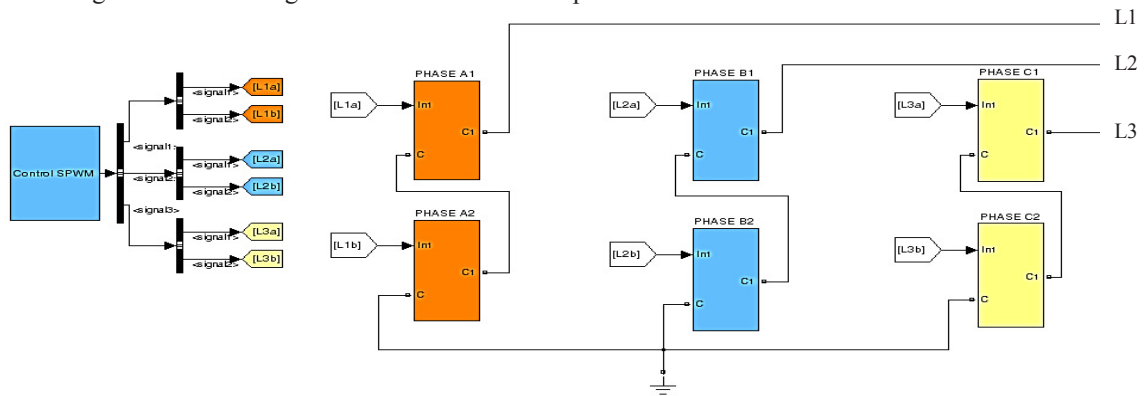 L1
L2
L3
Control SPWM
<signal1>
<signal2>
<signal3>
<signal1>
<signal2>
[L1a]
[L1b]
<signal1>
<signal2>
[L2a]
[L2b]
<signal1>
<signal2>
[L3a]
[L3b]
PHASE A1
[L1a]
In1
C1
C
PHASE A2
[L1b]
In1
C1
C
PHASE B1
[L2a]
In1
C1
C
PHASE B2
[L2b]
In1
C1
C
PHASE C1
[L3a]
In1
C1
C
PHASE C2
[L3b]
In1
C1
C